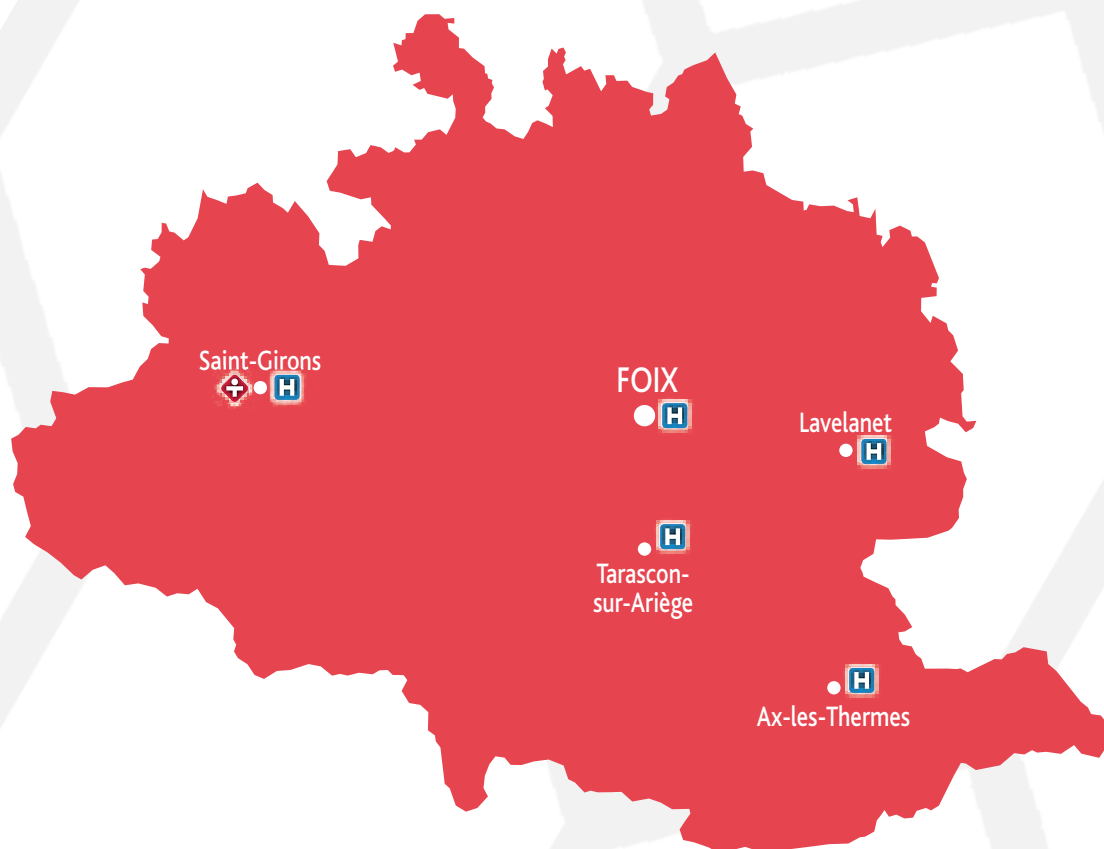 Saint-Girons
H
FOIX
H
Lavelanet
H
H
Tarascon-
sur-Ariège
H
Ax-les-Thermes